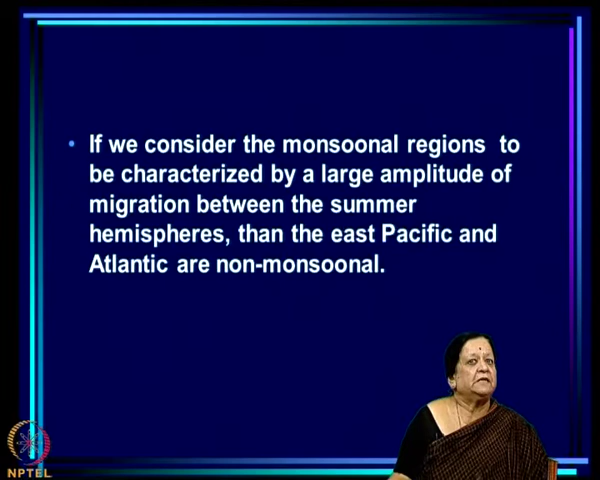 If we consider the monsoonal regions to
be characterized by a large amplitude of
migration between the summer
hemispheres, than the east Pacific and
Atlantic are non-monsoonal.
NPTEL